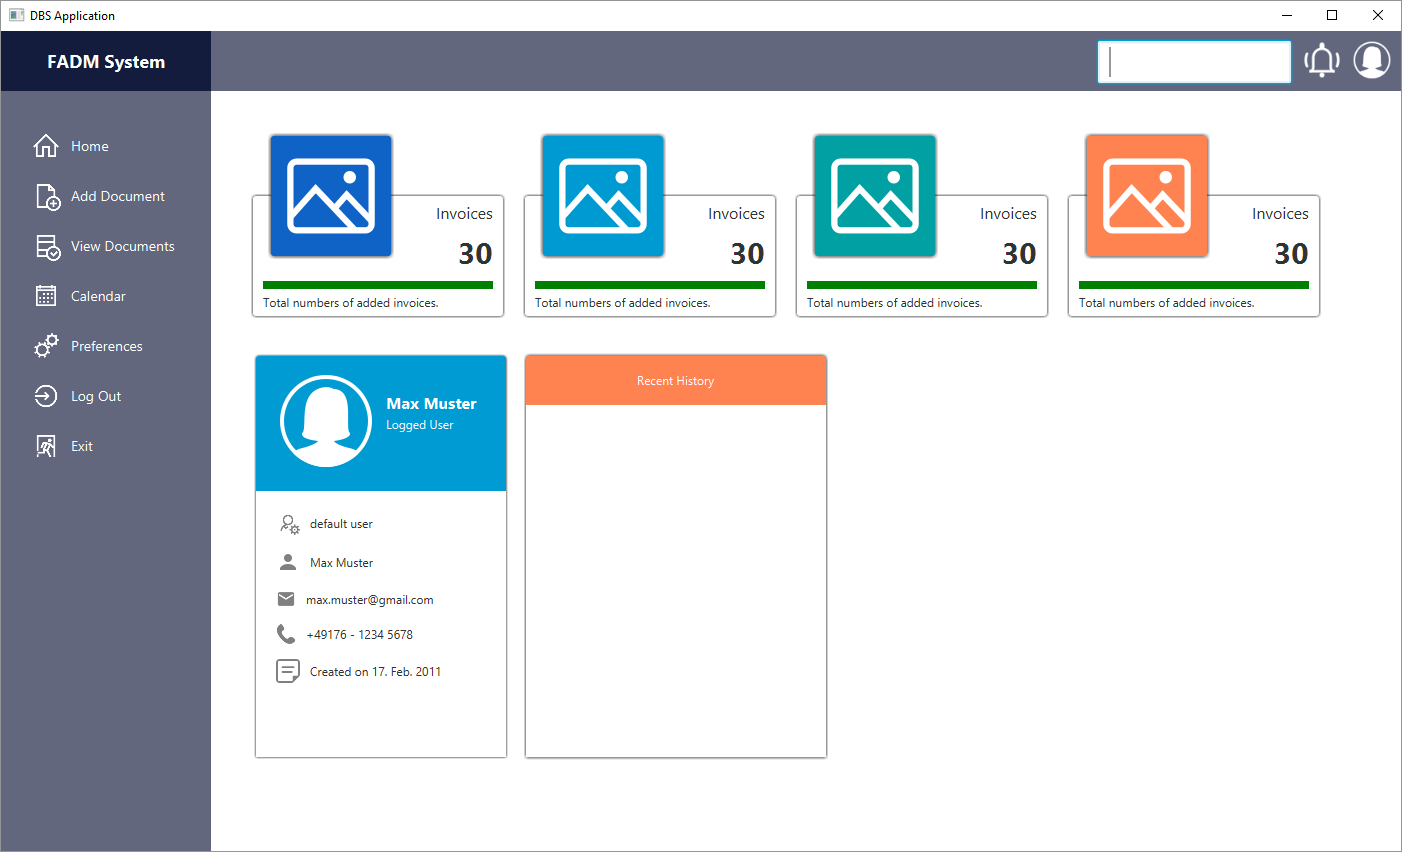 DBS Application
FADM System
Home
Add Document
View Documents
Calendar
Preferences
Log Out
Exit
Invoices
30
Total numbers of added invoices.
Invoices
30
Total numbers of added invoices.
Invoices
30
Total numbers of added invoices.
Invoices
30
Total numbers of added invoices.
Max Muster
Logged User
default user
Max Muster
max.muster@gmail.com
+49176 - 1234 5678
Created on 17. Feb. 2011
Recent History